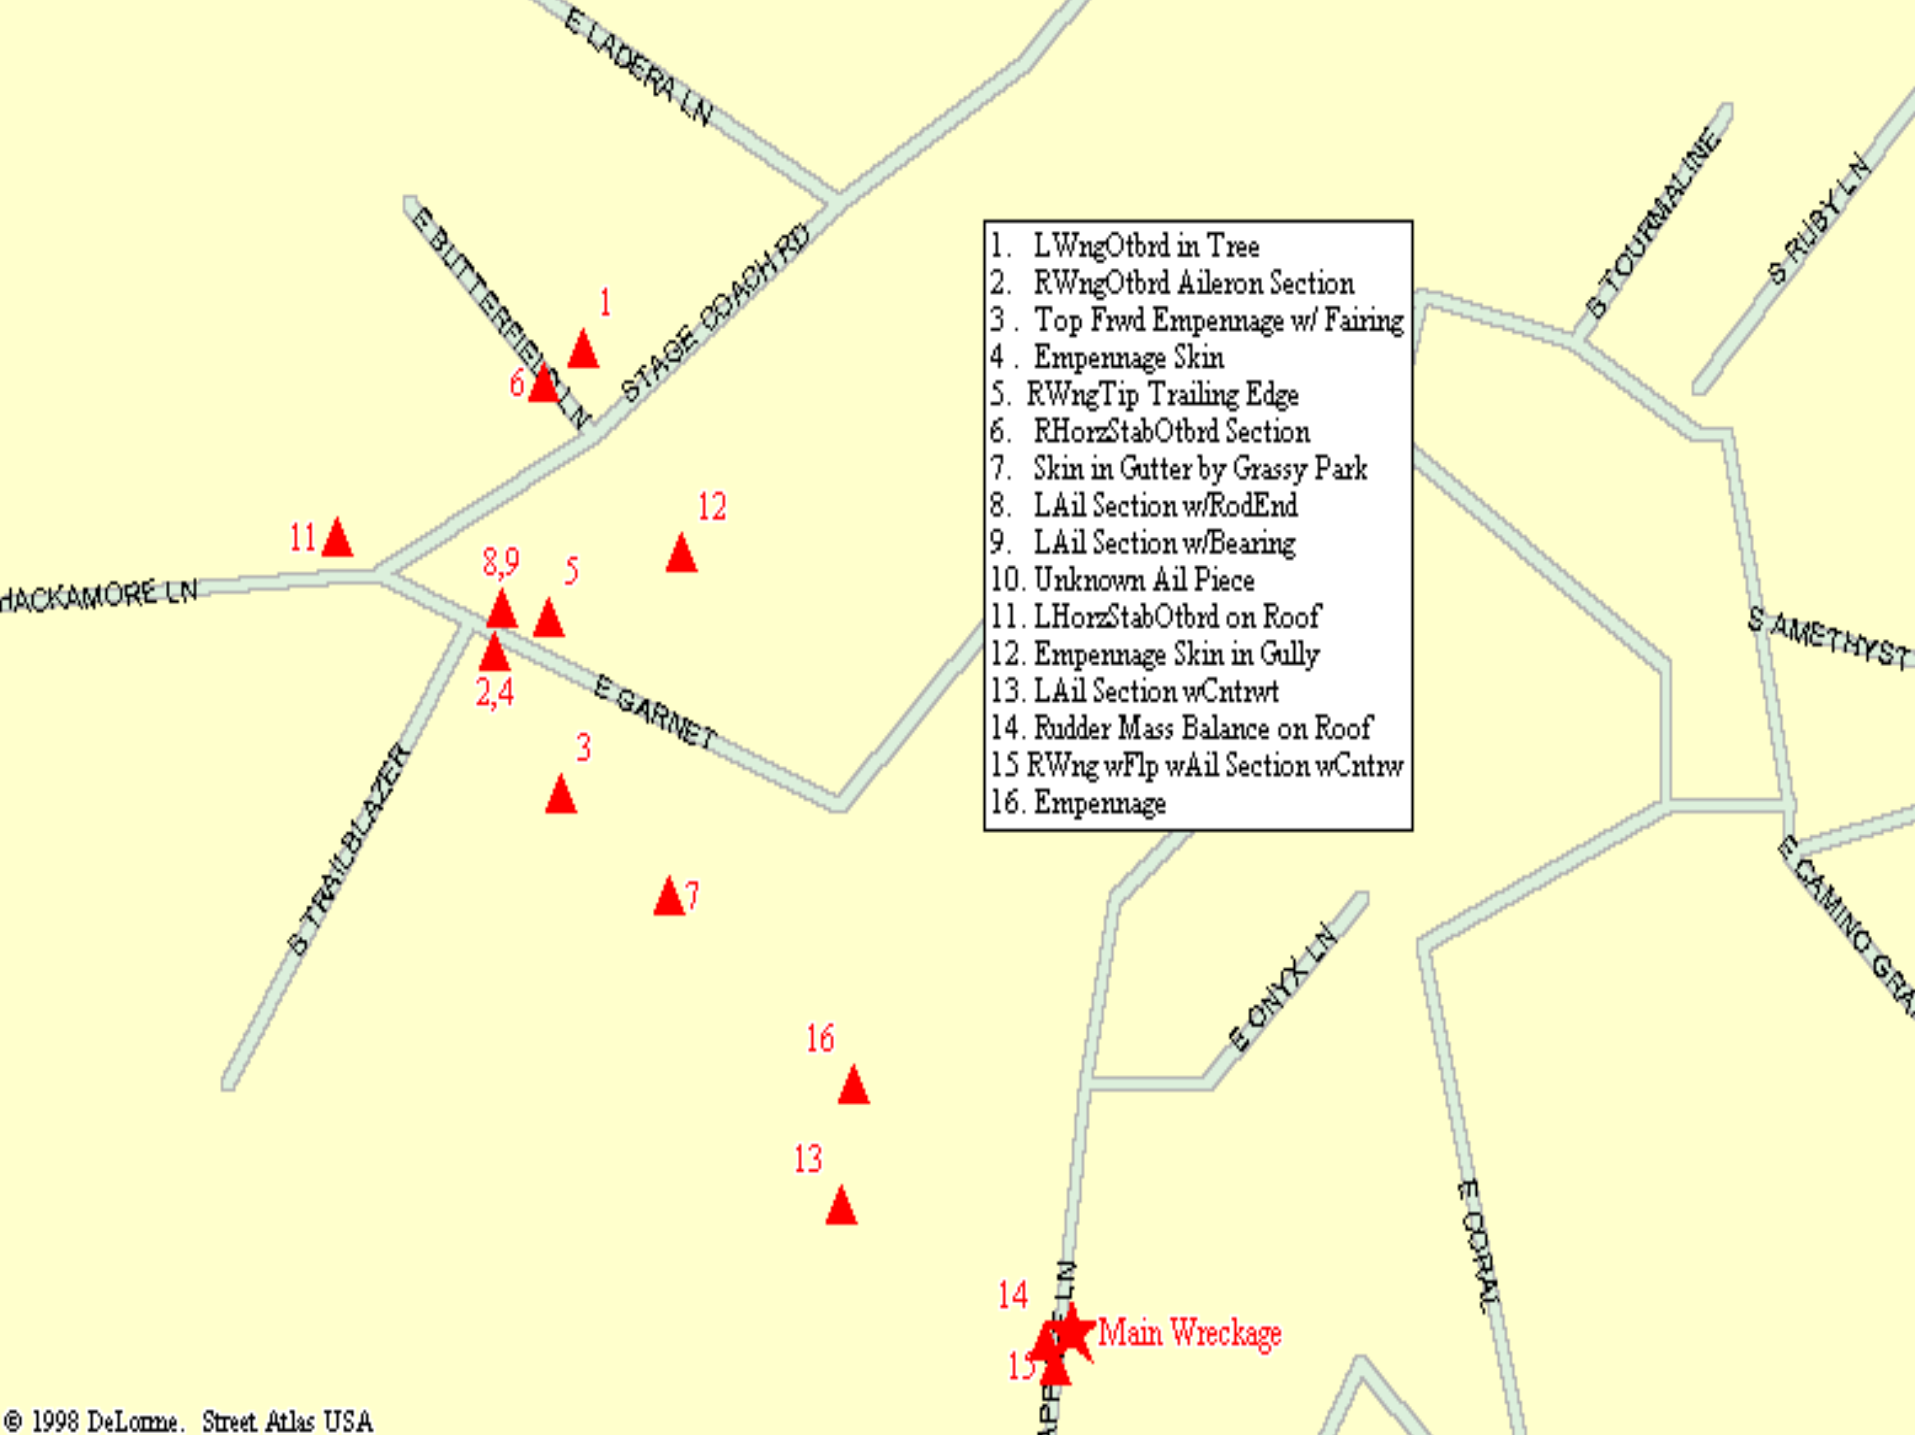 E LADERA LN
E BUTTERFIELD LN
STAGE COACH RD
B TOURMALINE
S RUBY LN
1
6
12
11
8,9
5
HACKAMORE LN
2,4
E GARNET
3
B TRAILBLAZER
7
1. LWngOtbrd in Tree
2. RWngOtbrd Aileron Section
3 . Top Frwd Empennage w/ Fairing
4 . Empennage Skin
5. RWngTip Trailing Edge
6. RHorzStabOtbrd Section
7. Skin in Gutter by Grassy Park
8. LAil Section w/RodEnd
9. LAil Section w/Bearing
10. Unknown Ail Piece
11. LHorzStabOtbrd on Roof
12. Empennage Skin in Gully
13. LAil Section wCntrwt
14. Rudder Mass Balance on Roof
15 RWng wFlp wAil Section wCntrw
16. Empennage
S AMETHYST
E CAMINO GRA
E ONYX LN
16
13
E CORAL
14
LN
Main Wreckage
15
© 1998 DeLorme. Street Atlas USA